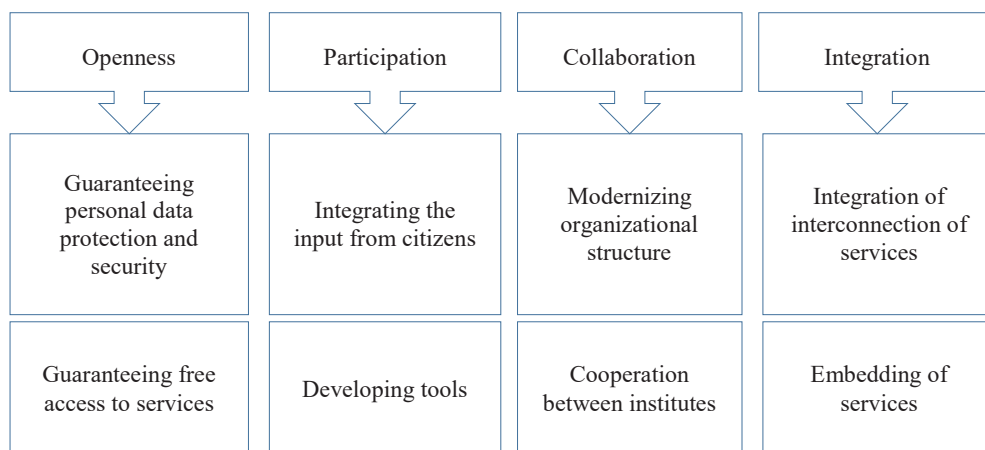 Openness
Participation
Collaboration
Integration
Guaranteeing
personal data
protection and
security
Integrating the
input from citizens
Modernizing
organizational
structure
Integration of
interconnection of
services
Guaranteeing free
access to services
Developing tools
Cooperation
between institutes
Embedding of
services